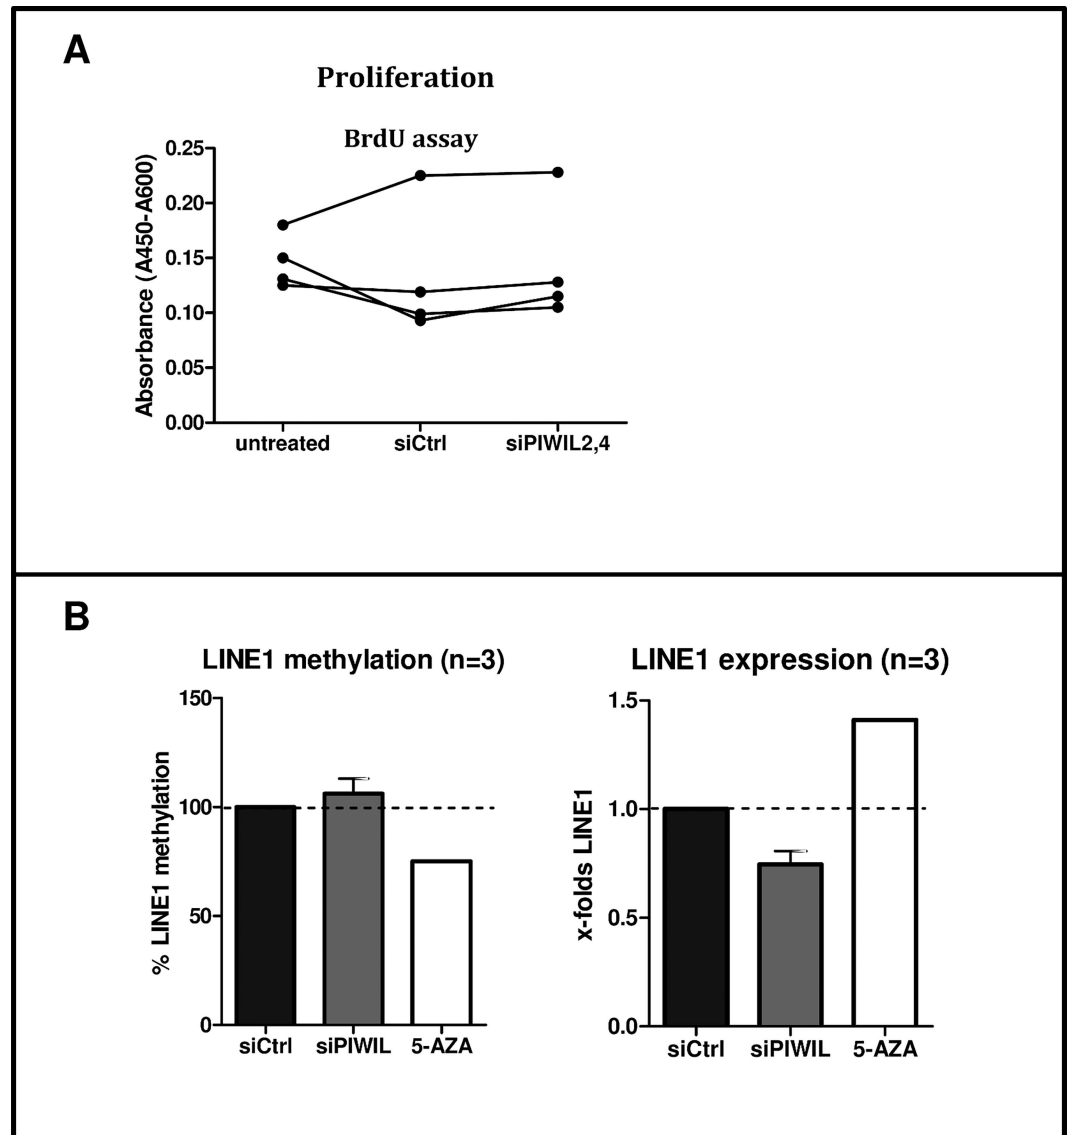 A
Proliferation
BrdU assay
Absorbance (A450-A600)
0.25
0.20
0.15
0.10
0.05
0.00
untreated siCtrl siPIWIL2,4
B
LINE1 methylation (n=3)
% LINE1 methylation
150
100
50
0
siCtrl siPIWIL 5-AZA
LINE1 expression (n=3)
x-folds LINE1
1.5
1.0
0.5
0.0
siCtrl siPIWIL 5-AZA